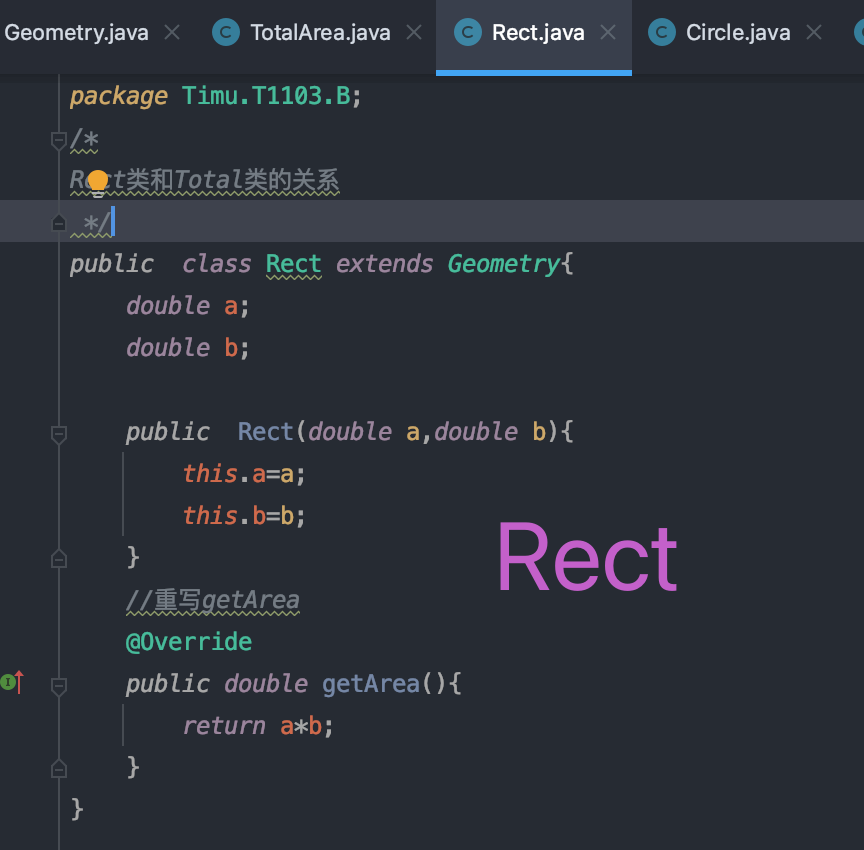 Geometry.java
TotalArea.java
Rect.java
Circle.java
package Timu.T1103.B;
/*
Rect类和Total类的关系
*/
public  class Rect extends Geometry{
double a;
double b;
public  Rect(double a,double b){
this.a=a;
this.b=b;
}
Rect
//重写getArea
@Override
public double getArea(){
return a*b;
}
}